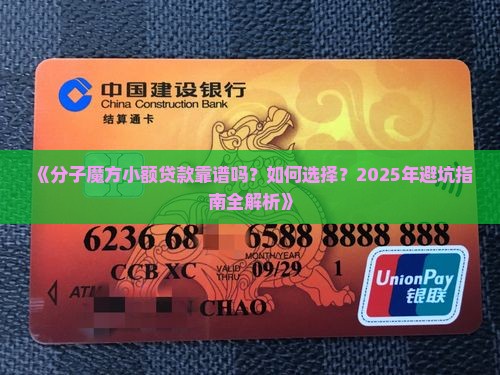 中国建设银行
China Construction Bank
结算通卡
《分子魔方小额贷款靠谱吗？如何选择？2025年避坑指
南全解析》
6236 68 6588 8888 888
MONTH/YEAR
CCB XC VALID THRU 09/29 1
ATM
CHAO
UnionPay
银联